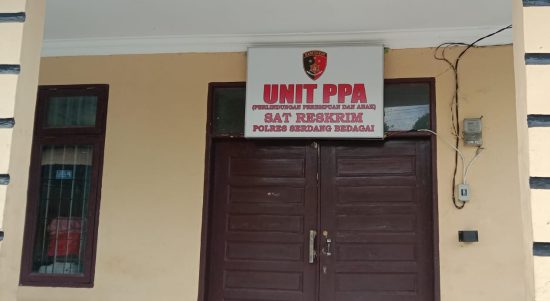 UNIT PPA
(PERLINDUNGAN PEREMPUAN DAN ANAK)
SAT RESKRIM
POLRES SERDANG BEDAGAI